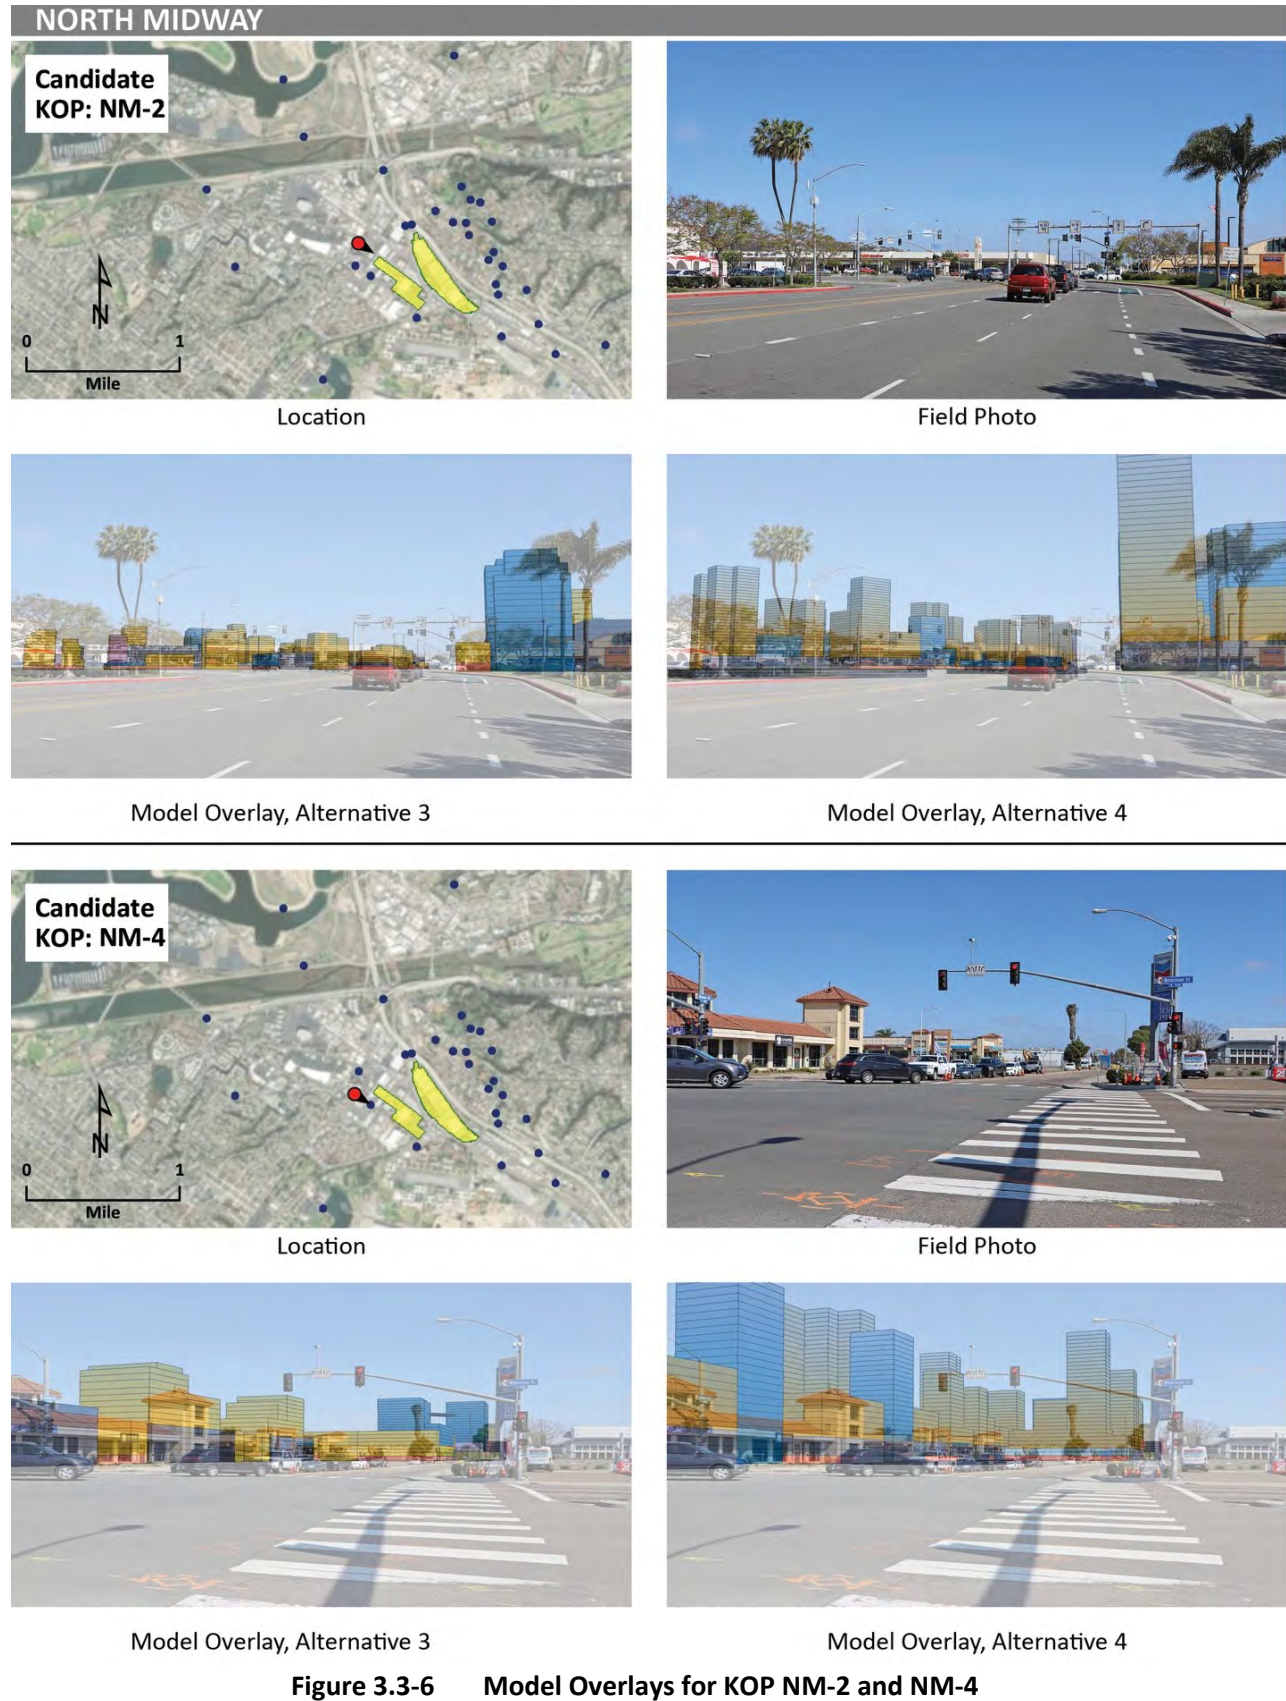 NORTH MIDWAY
Candidate
KOP: NM-2
N
0 1
Mile
Location
Field Photo
Model Overlay, Alternative 3
Model Overlay, Alternative 4
Candidate
KOP: NM-4
N
0 1
Mile
Location
Field Photo
Model Overlay, Alternative 3
Model Overlay, Alternative 4
Figure 3.3-6 Model Overlays for KOP NM-2 and NM-4